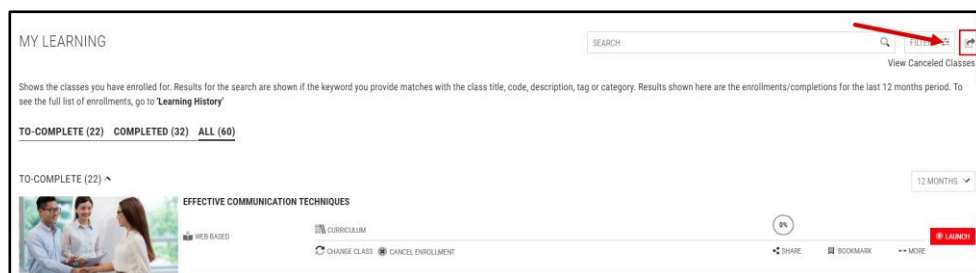 MY LEARNING
SEARCH
FILTER
View Canceled Classes
Shows the classes you have enrolled for. Results for the search are shown if the keyword you provide matches with the class title, code, description, tag or category. Results shown here are the enrollments/completions for the last 12 months period. To
see the full list of enrollments, go to 'Learning History'
TO-COMPLETE (22) COMPLETED (32) ALL (60)
TO-COMPLETE (22)
12 MONTHS
EFFECTIVE COMMUNICATION TECHNIQUES
WEB-BASED
CURRICULUM
0%
LAUNCH
CHANGE CLASS CANCEL ENROLLMENT
SHARE BOOKMARK MORE